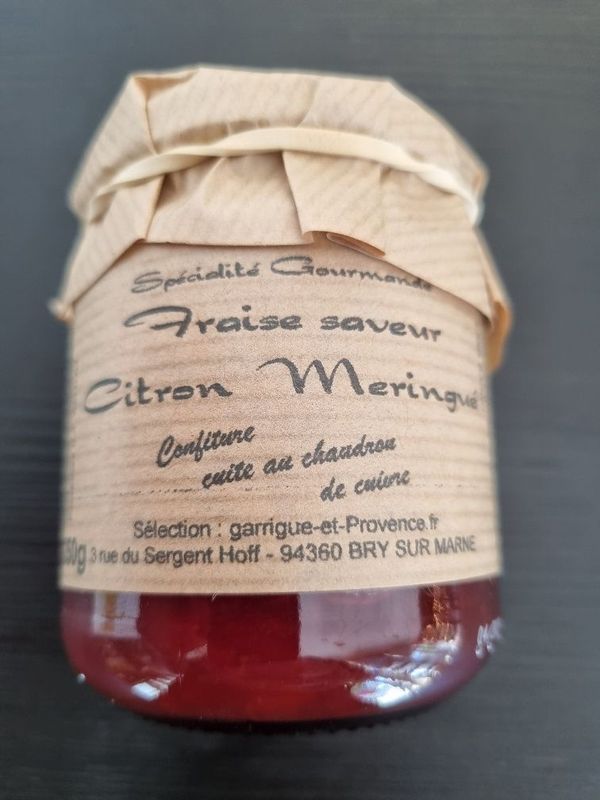 Spécialité Gourmande
Fraise saveur
Citron Meringué
Confiture
cuite au chaudron
de cuivre
Sélection : garrigue-et-Provence.fr
50g 3 rue du Sergent Hoff - 94360 BRY SUR MARNE